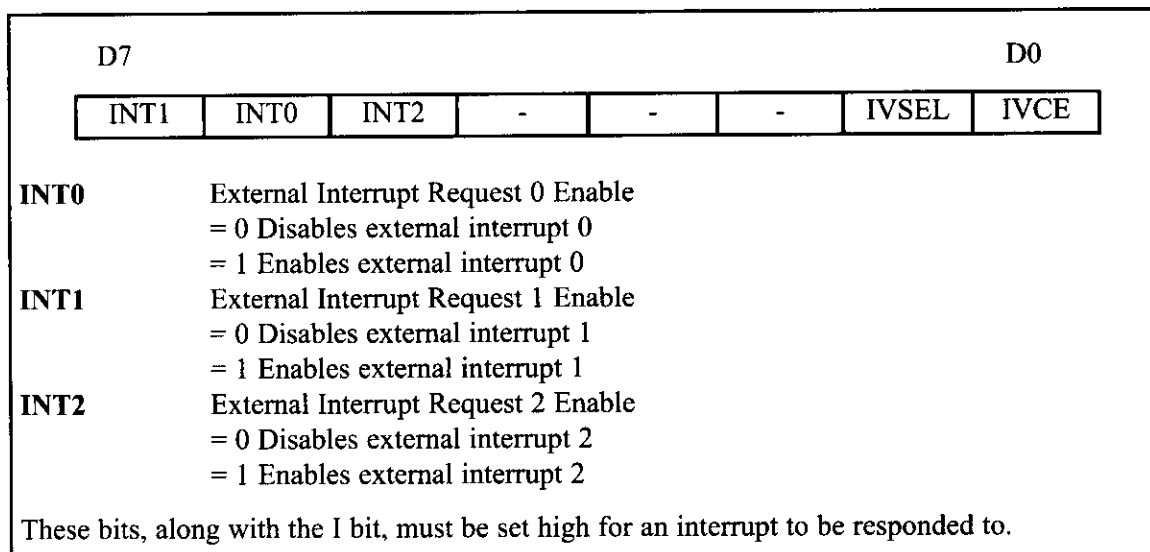 D7 D0
INT1 INT0 INT2 - - - IVSEL IVCE
INT0 External Interrupt Request 0 Enable
= 0 Disables external interrupt 0
= 1 Enables external interrupt 0
INT1 External Interrupt Request 1 Enable
= 0 Disables external interrupt 1
= 1 Enables external interrupt 1
INT2 External Interrupt Request 2 Enable
= 0 Disables external interrupt 2
= 1 Enables external interrupt 2
These bits, along with the I bit, must be set high for an interrupt to be responded to.